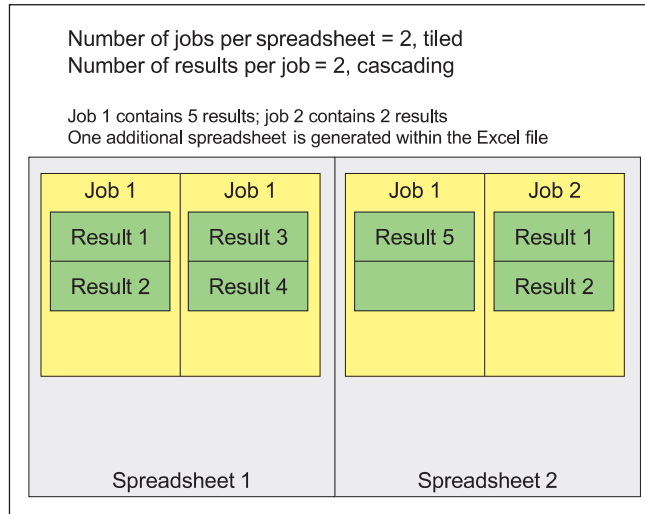 Number of jobs per spreadsheet = 2, tiled
Number of results per job = 2, cascading
Job 1 contains 5 results; job 2 contains 2 results
One additional spreadsheet is generated within the Excel file
Job 1
Job 1
Job 1
Job 2
Result 1
Result 3
Result 5
Result 1
Result 2
Result 4
Result 2
Spreadsheet 1
Spreadsheet 2